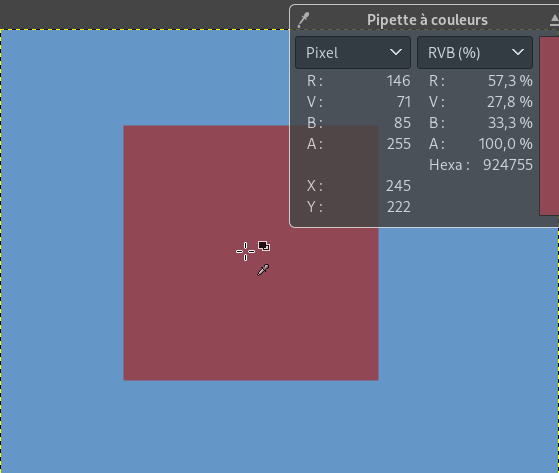 Pipette à couleurs
Pixel RVB (%)
R : 146 R : 57,3 %
V : 71 V : 27,8 %
B : 85 B : 33,3 %
A : 255 A : 100,0 %
Hexa : 924755
X : 245
Y : 222